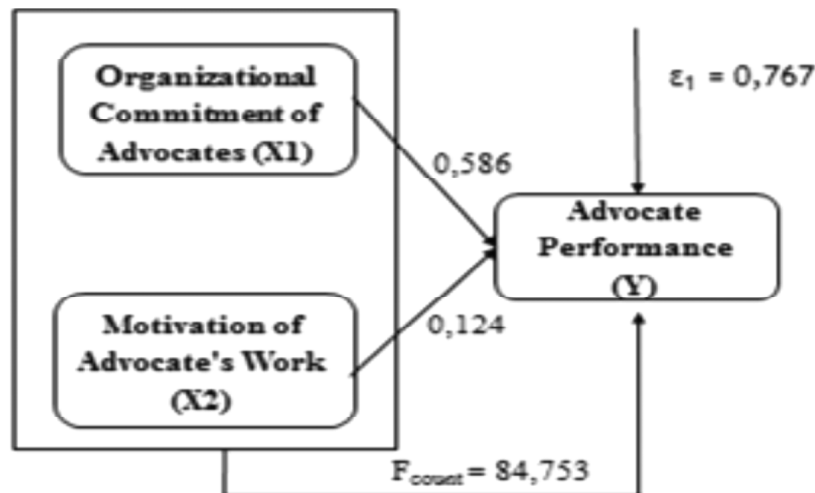 Organizational
Commitment of
Advocates (X1)
ε₁ = 0,767
0,586
Advocate
Performance
(Y)
Motivation of
Advocate's Work
(X2)
0,124
Fcount = 84,753